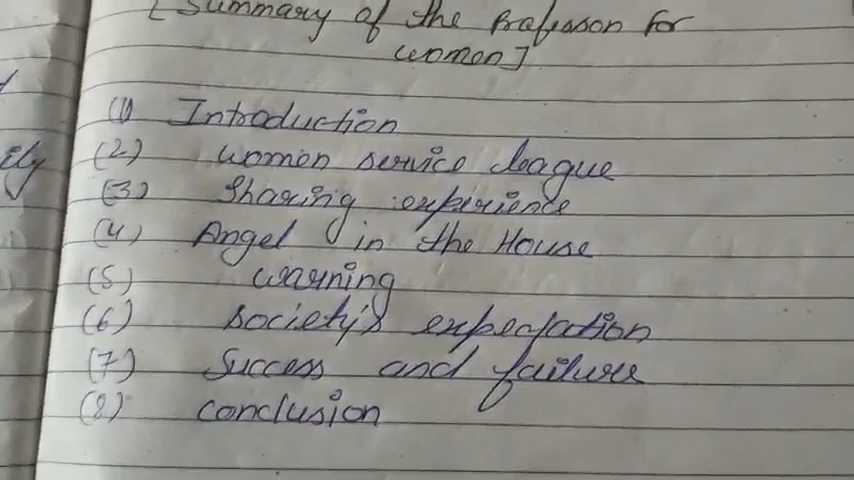 [Summary of the Profession for
women]
(1) Introduction
(2) women service league
(3) Sharing experience
(4) Angel in the House
(5) warning
(6) society's expectation
(7) Success and failure
(8) conclusion